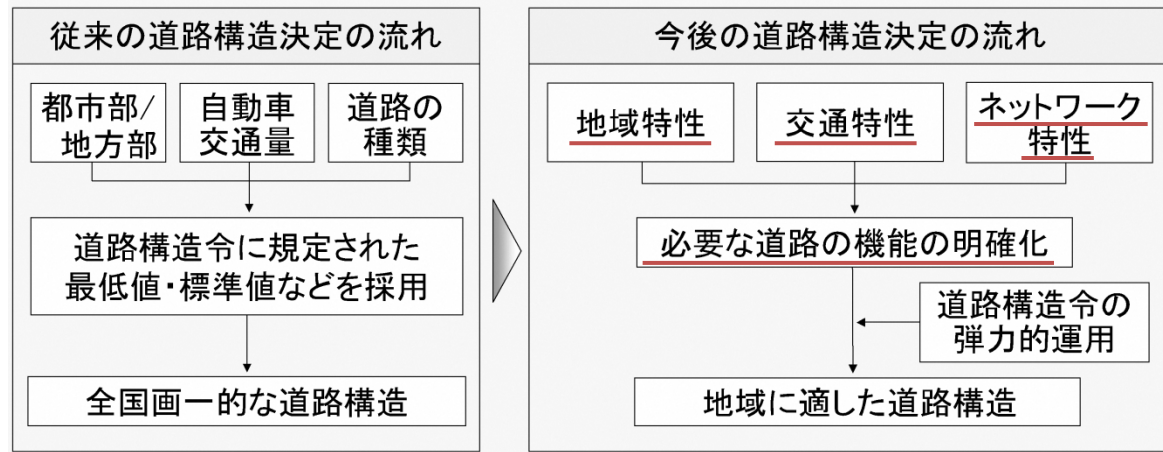 従来の道路構造決定の流れ
都市部/
地方部
自動車
交通量
道路の
種類
道路構造令に規定された
最低値・標準値などを採用
全国画一的な道路構造
今後の道路構造決定の流れ
地域特性
交通特性
ネットワーク
特性
必要な道路の機能の明確化
道路構造令の
弾力的運用
地域に適した道路構造